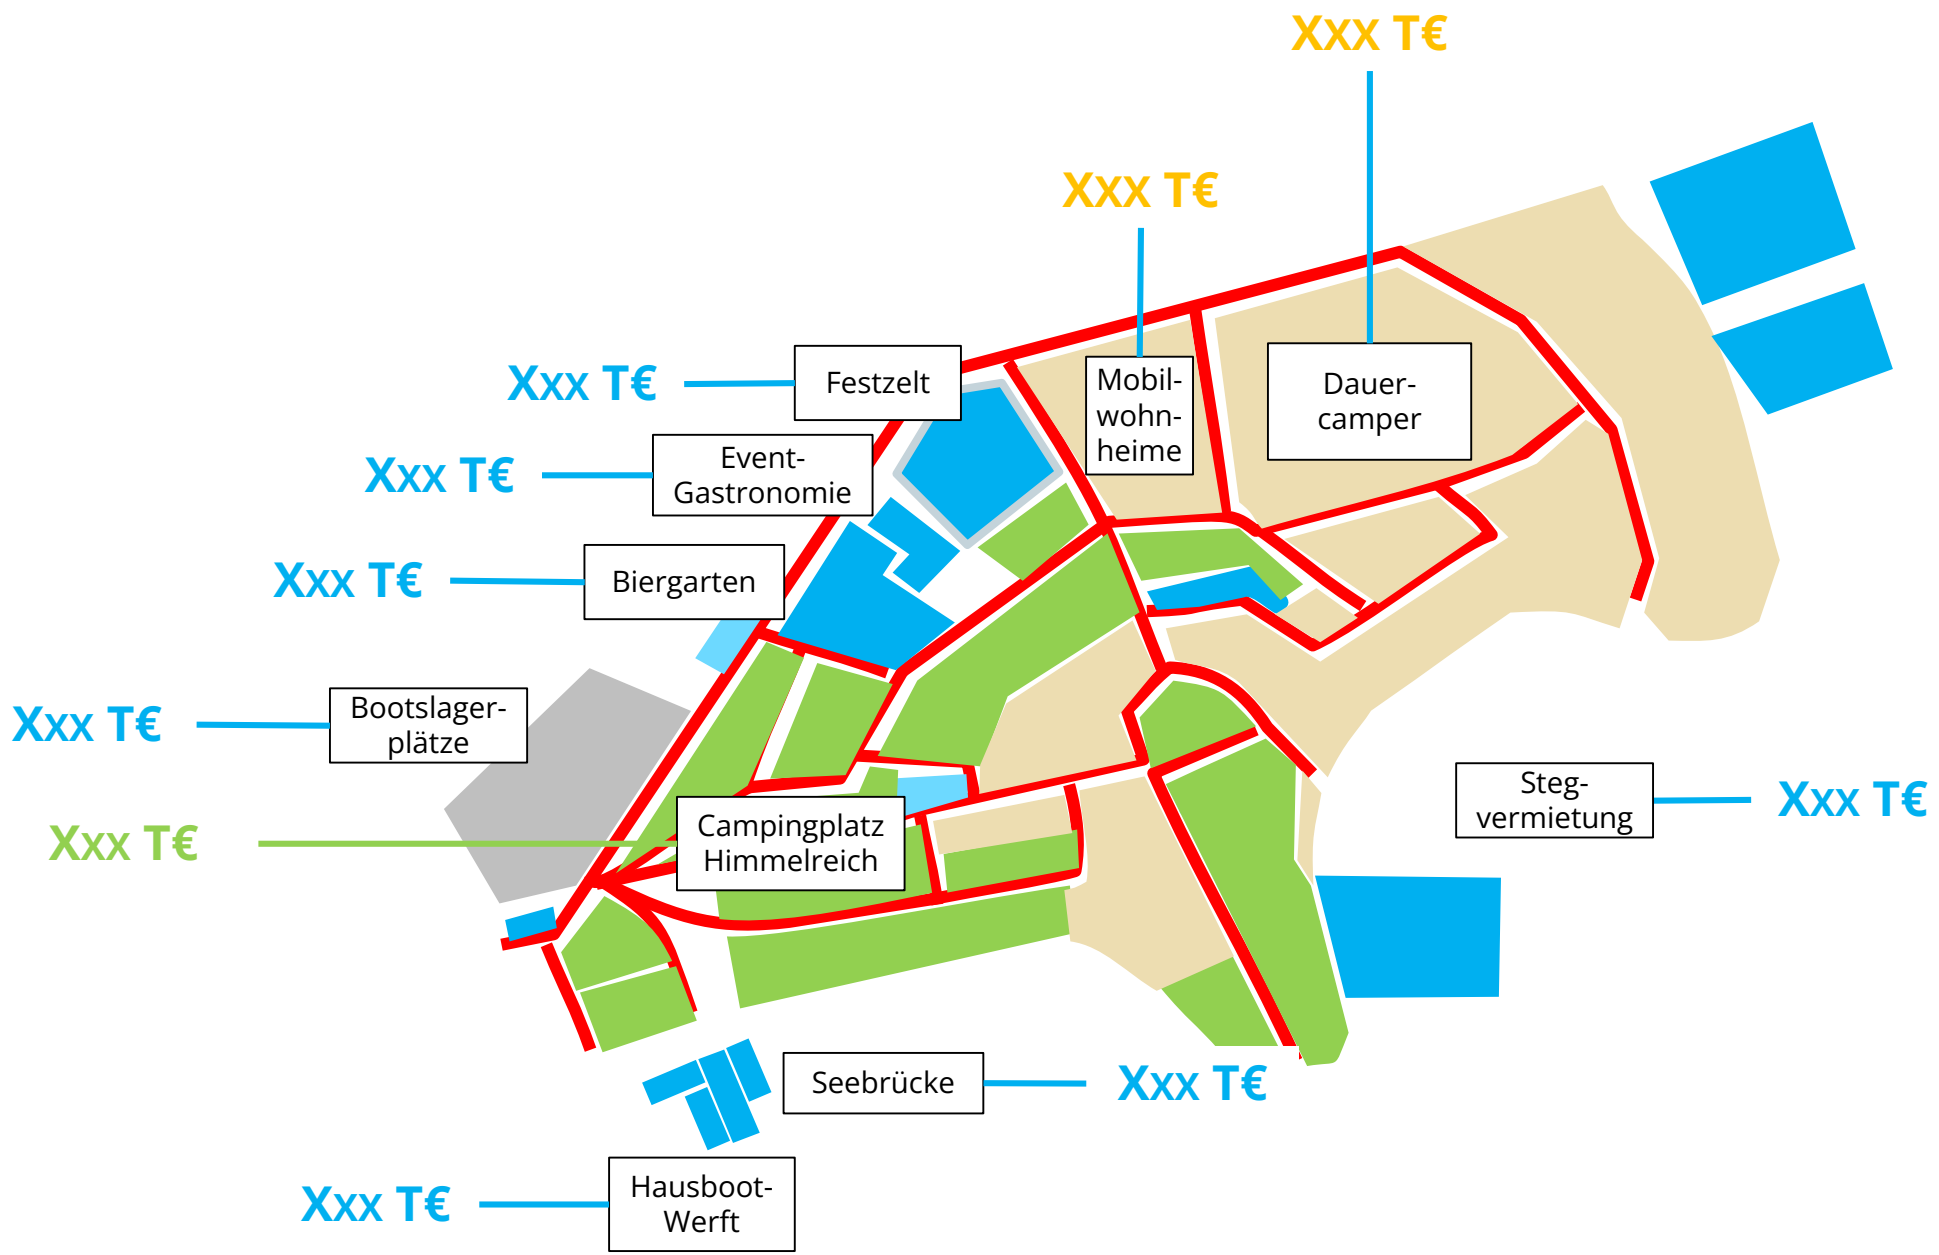 XXX T€
XXX T€
XXX T€
Festzelt
Mobil-
wohn-
heime
Dauer-
camper
XXX T€
Event-
Gastronomie
XXX T€
Biergarten
XXX T€
Bootslager-
plätze
XXX T€
Campingplatz
Himmelreich
Steg-
vermietung
XXX T€
Seebrücke
XXX T€
XXX T€
Hausboot-
Werft